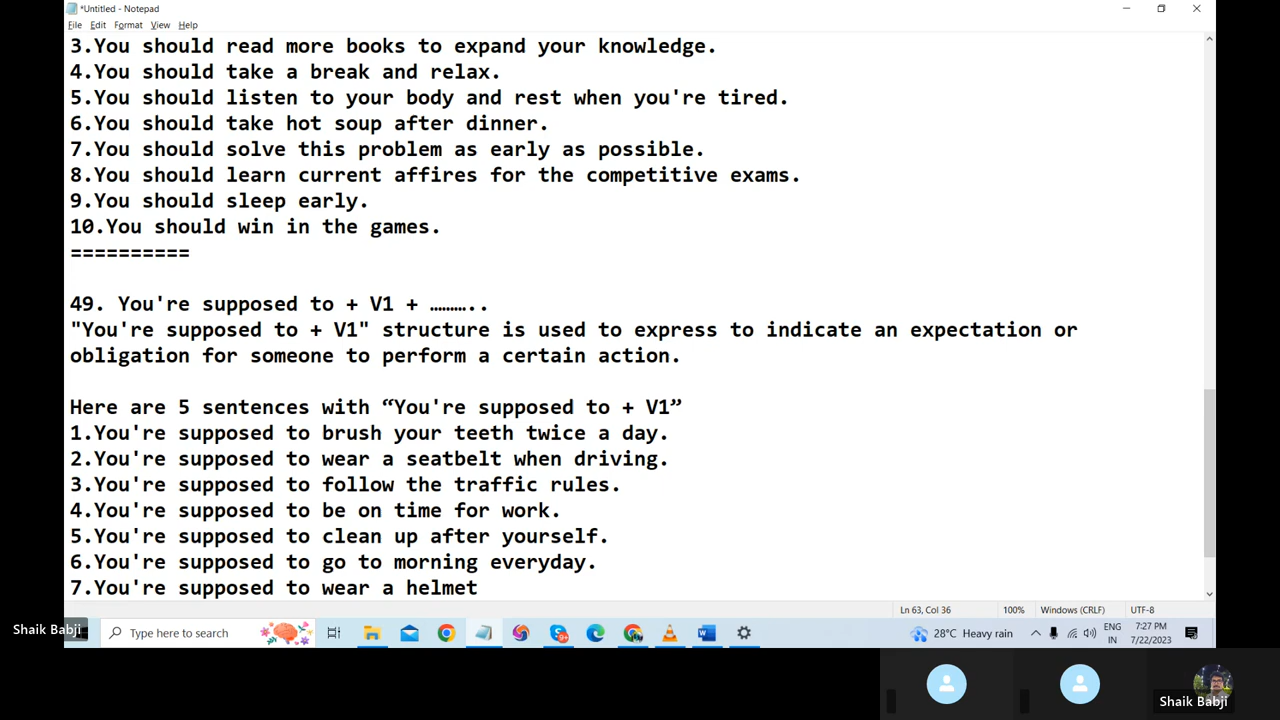 *Untitled - Notepad
File Edit Format View Help
3.You should read more books to expand your knowledge.
4.You should take a break and relax.
5.You should listen to your body and rest when you're tired.
6.You should take hot soup after dinner.
7.You should solve this problem as early as possible.
8.You should learn current affires for the competitive exams.
9.You should sleep early.
10.You should win in the games.
==========
49. You're supposed to + V1 + ………..
"You're supposed to + V1" structure is used to express to indicate an expectation or
obligation for someone to perform a certain action.
Here are 5 sentences with “You're supposed to + V1”
1.You're supposed to brush your teeth twice a day.
2.You're supposed to wear a seatbelt when driving.
3.You're supposed to follow the traffic rules.
4.You're supposed to be on time for work.
5.You're supposed to clean up after yourself.
6.You're supposed to go to morning everyday.
7.You're supposed to wear a helmet
Ln 63, Col 36 100% Windows (CRLF) UTF-8
Shaik Babji
Type here to search
28°C Heavy rain
ENG
IN
7:27 PM
7/22/2023
Shaik Babji